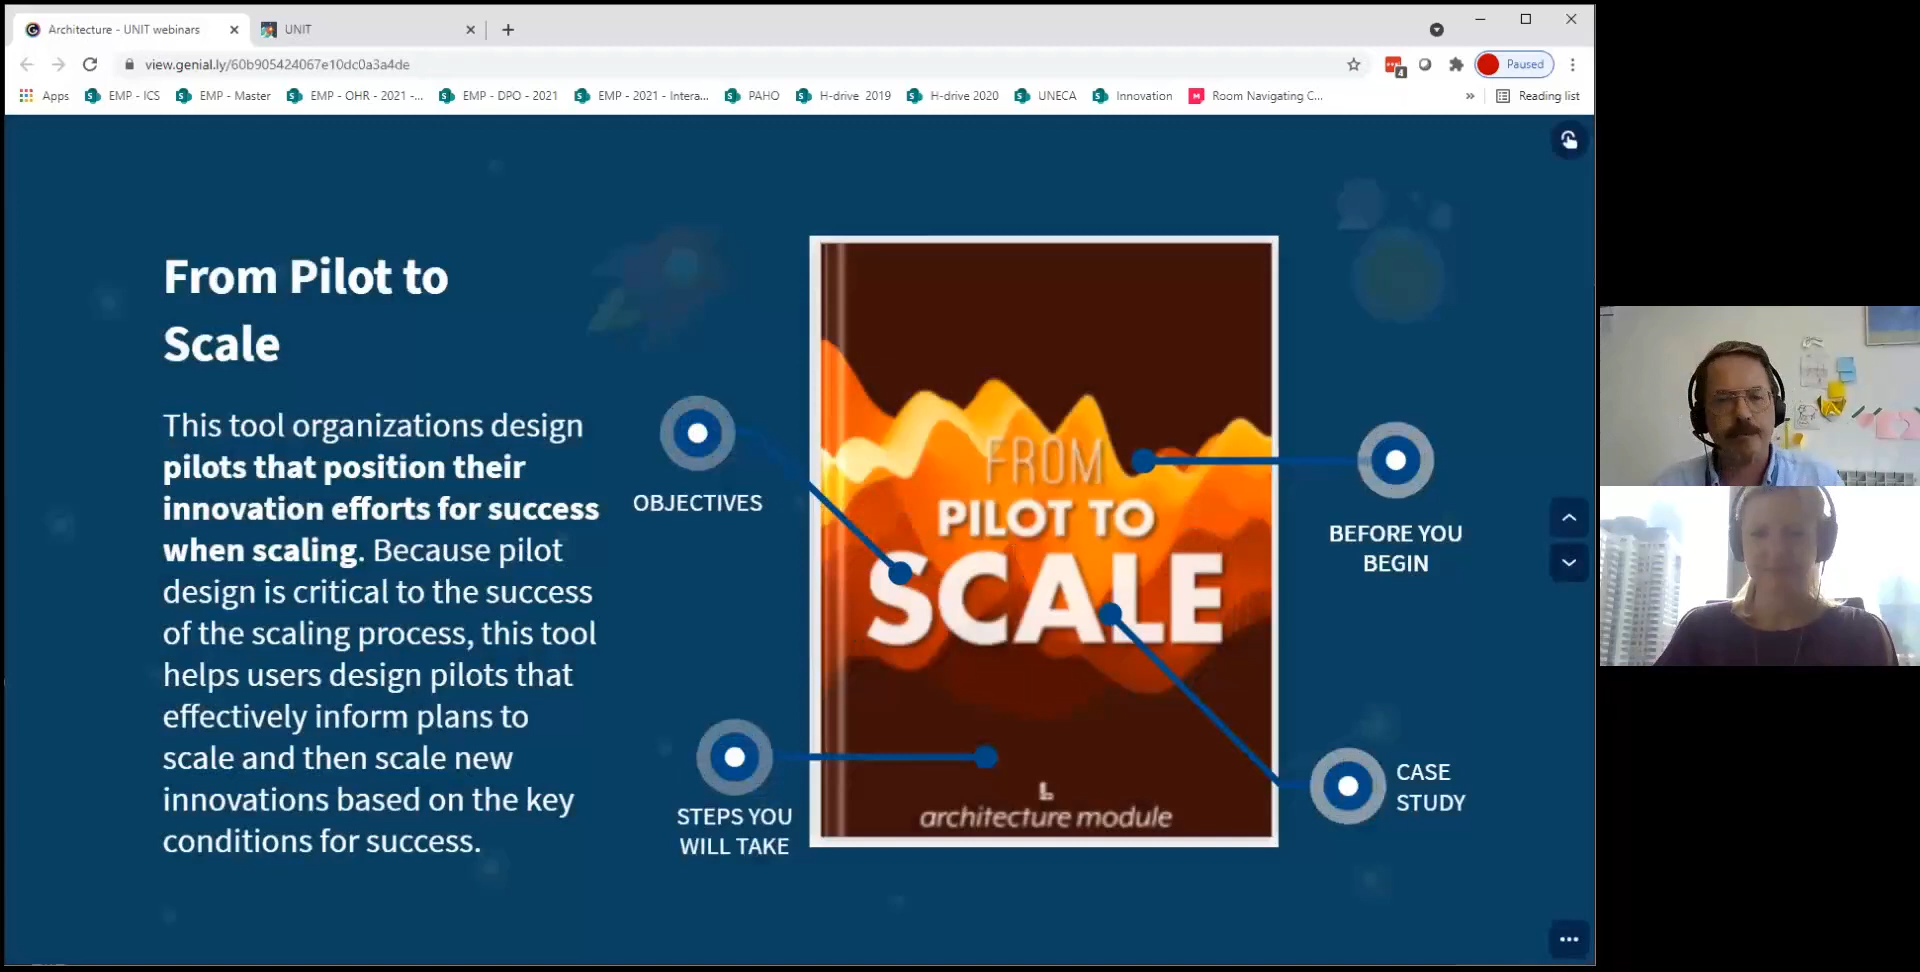 Architecture - UNIT webinars
UNIT
view.genial.ly/60b905424067e10dc0a3a4de
4
Paused
Apps
EMP - ICS
EMP - Master
EMP - OHR - 2021 -...
EMP - DPO - 2021
EMP - 2021 - Intera...
PAHO
H-drive 2019
H-drive 2020
UNECA
Innovation
Room Navigating C...
»
Reading list
From Pilot to
Scale
This tool organizations design
pilots that position their
innovation efforts for success
when scaling. Because pilot
design is critical to the success
of the scaling process, this tool
helps users design pilots that
effectively inform plans to
scale and then scale new
innovations based on the key
conditions for success.
OBJECTIVES
STEPS YOU
WILL TAKE
FROM
PILOT TO
SCALE
architecture module
BEFORE YOU
BEGIN
CASE
STUDY